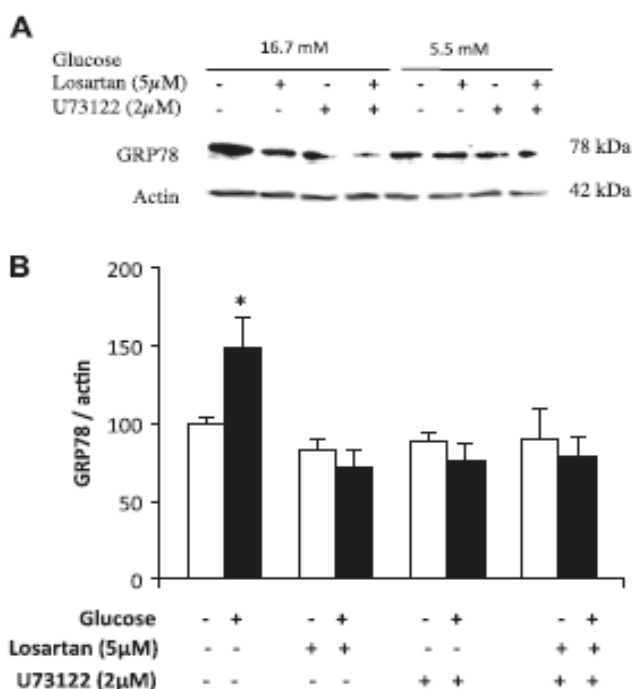 A
Glucose 16.7 mM 5.5 mM
Losartan (5µM) - + - + - + - +
U73122 (2µM) - - + + - - + +
GRP78 78 kDa
Actin 42 kDa
B
200
*
150
100
50
0
GRP78 / actin
Glucose - + - + - + - +
Losartan (5µM) - - + + - - + +
U73122 (2µM) - - - - + + + +